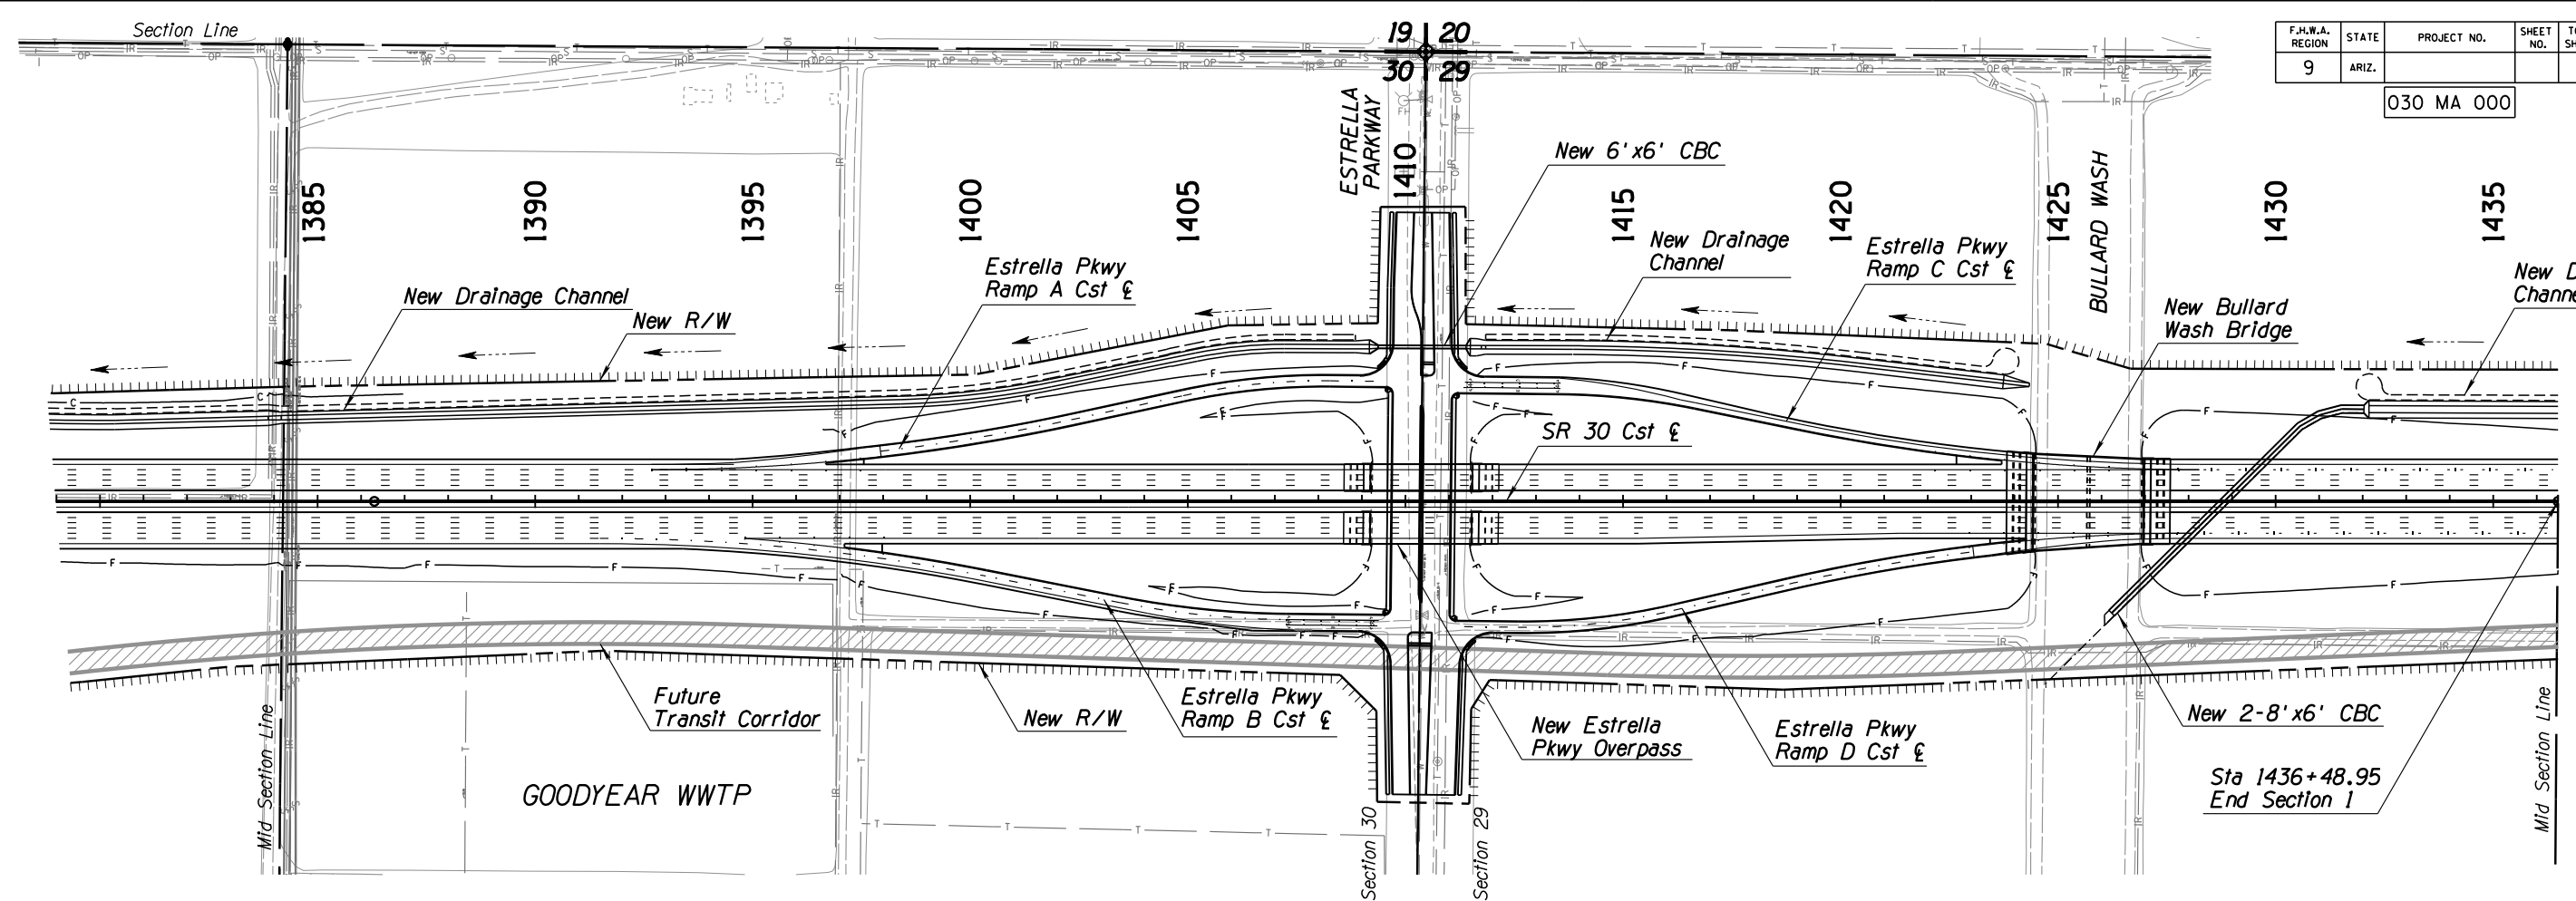 Section Line
19 20
30 29
F.H.W.A. REGION
STATE
PROJECT NO.
SHEET NO.
9
ARIZ.
030 MA 000
ESTRELLA
PARKWAY
1385
1390
1395
1400
1405
1410
1415
1420
1425
1430
1435
BULLARD WASH
New 6'x6' CBC
New Drainage
Channel
Estrella Pkwy
Ramp C Cst ℄
Estrella Pkwy
Ramp A Cst ℄
New Drainage Channel
New R/W
New Bullard
Wash Bridge
New
SR 30 Cst ℄
Future
Transit Corridor
New R/W
Estrella Pkwy
Ramp B Cst ℄
New Estrella
Pkwy Overpass
Estrella Pkwy
Ramp D Cst ℄
New 2-8'x6' CBC
Sta 1436+48.95
End Section 1
GOODYEAR WWTP
Mid Section Line
Section 30
Section 29
Mid Section Line